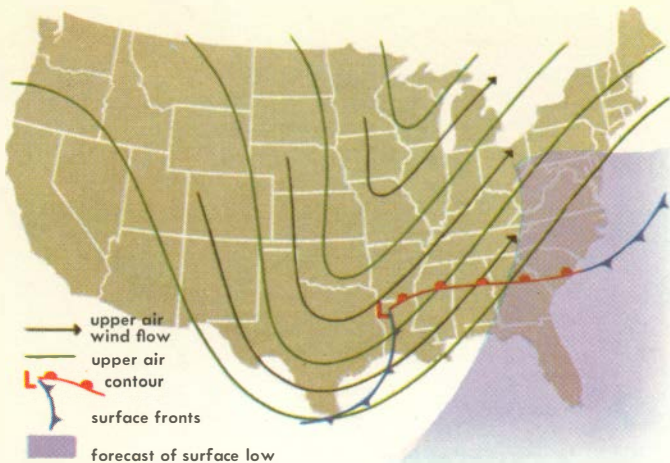 L
upper air
wind flow
upper air
L contour
surface fronts
forecast of surface low